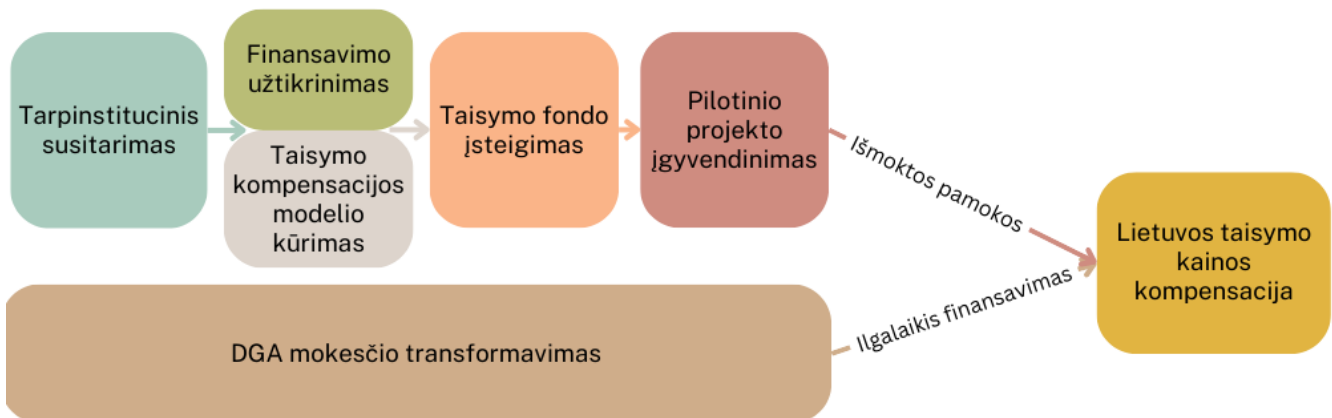 Tarpinstitucinis
susitarimas
Finansavimo
užtikrinimas
Taisymo
kompensacijos
modelio
kūrimas
Taisymo fondo
įsteigimas
Pilotinio
projekto
įgyvendinimas
Išmoktos pamokos
DGA mokesčio transformavimas
Ilgalaikis finansavimas
Lietuvos taisymo
kainos
kompensacija